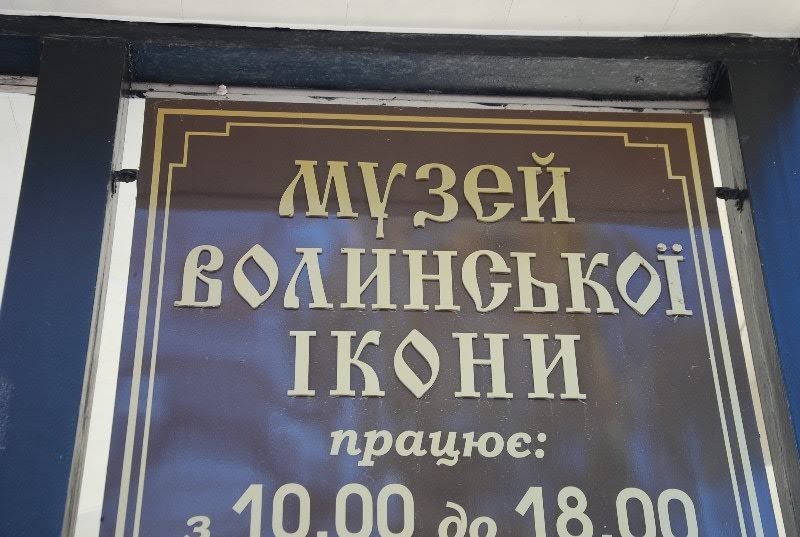 МУЗЕЙ
ВОЛИНСЬКОЇ
ІКОНИ
працює:
з 10.00 до 18.00